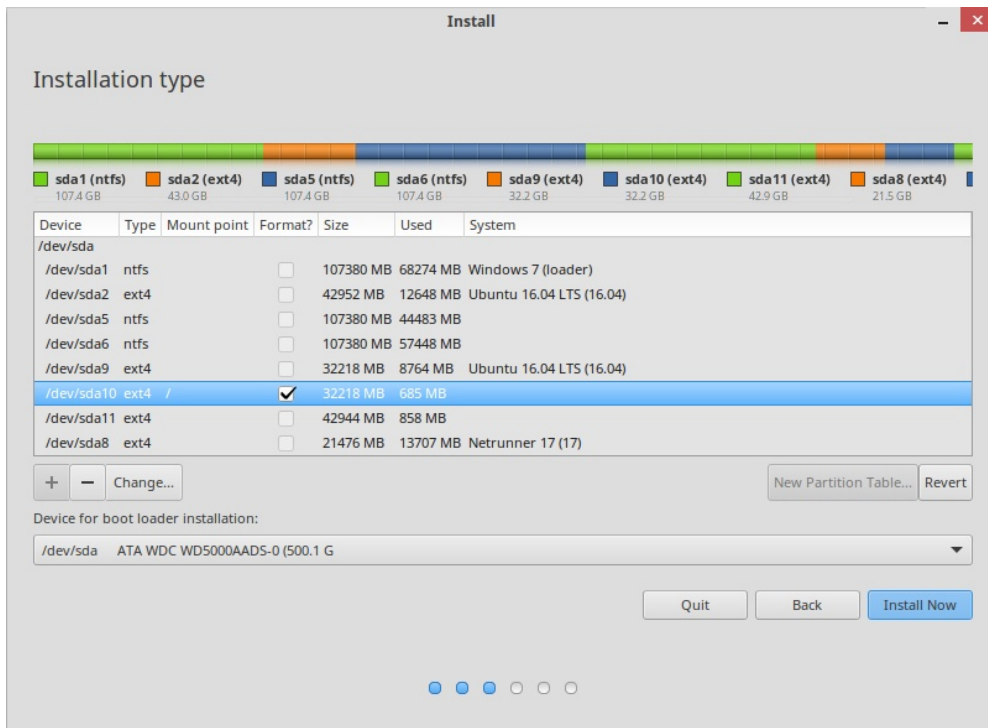 Install
Installation type
sda1 (ntfs) sda2 (ext4) sda5 (ntfs) sda6 (ntfs) sda9 (ext4) sda10 (ext4) sda11 (ext4) sda8 (ext4)
107.4 GB 43.0 GB 107.4 GB 107.4 GB 32.2 GB 32.2 GB 42.9 GB 21.5 GB
Device Type Mount point Format? Size Used System
/dev/sda
/dev/sda1 ntfs 107380 MB 68274 MB Windows 7 (loader)
/dev/sda2 ext4 42952 MB 12648 MB Ubuntu 16.04 LTS (16.04)
/dev/sda5 ntfs 107380 MB 44483 MB
/dev/sda6 ntfs 107380 MB 57448 MB
/dev/sda9 ext4 32218 MB 8764 MB Ubuntu 16.04 LTS (16.04)
/dev/sda10 ext4 / 32218 MB 685 MB
/dev/sda11 ext4 42944 MB 858 MB
/dev/sda8 ext4 21476 MB 13707 MB Netrunner 17 (17)
+ − Change... New Partition Table... Revert
Device for boot loader installation:
/dev/sda ATA WDC WD5000AADS-0 (500.1 G
Quit Back Install Now